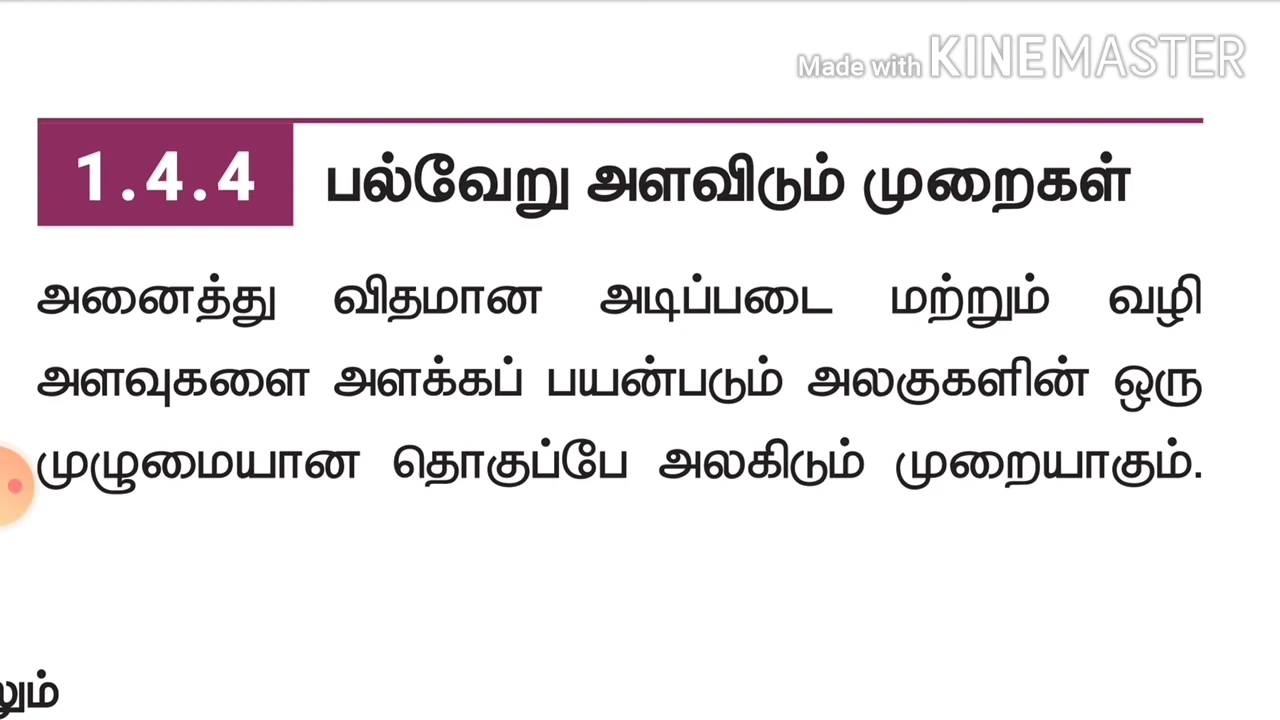 Made with KINEMASTER
1.4.4 பல்வேறு அளவிடும் முறைகள்
அனைத்து விதமான அடிப்படை மற்றும் வழி
அளவுகளை அளக்கப் பயன்படும் அலகுகளின் ஒரு
முழுமையான தொகுப்பே அலகிடும் முறையாகும்.